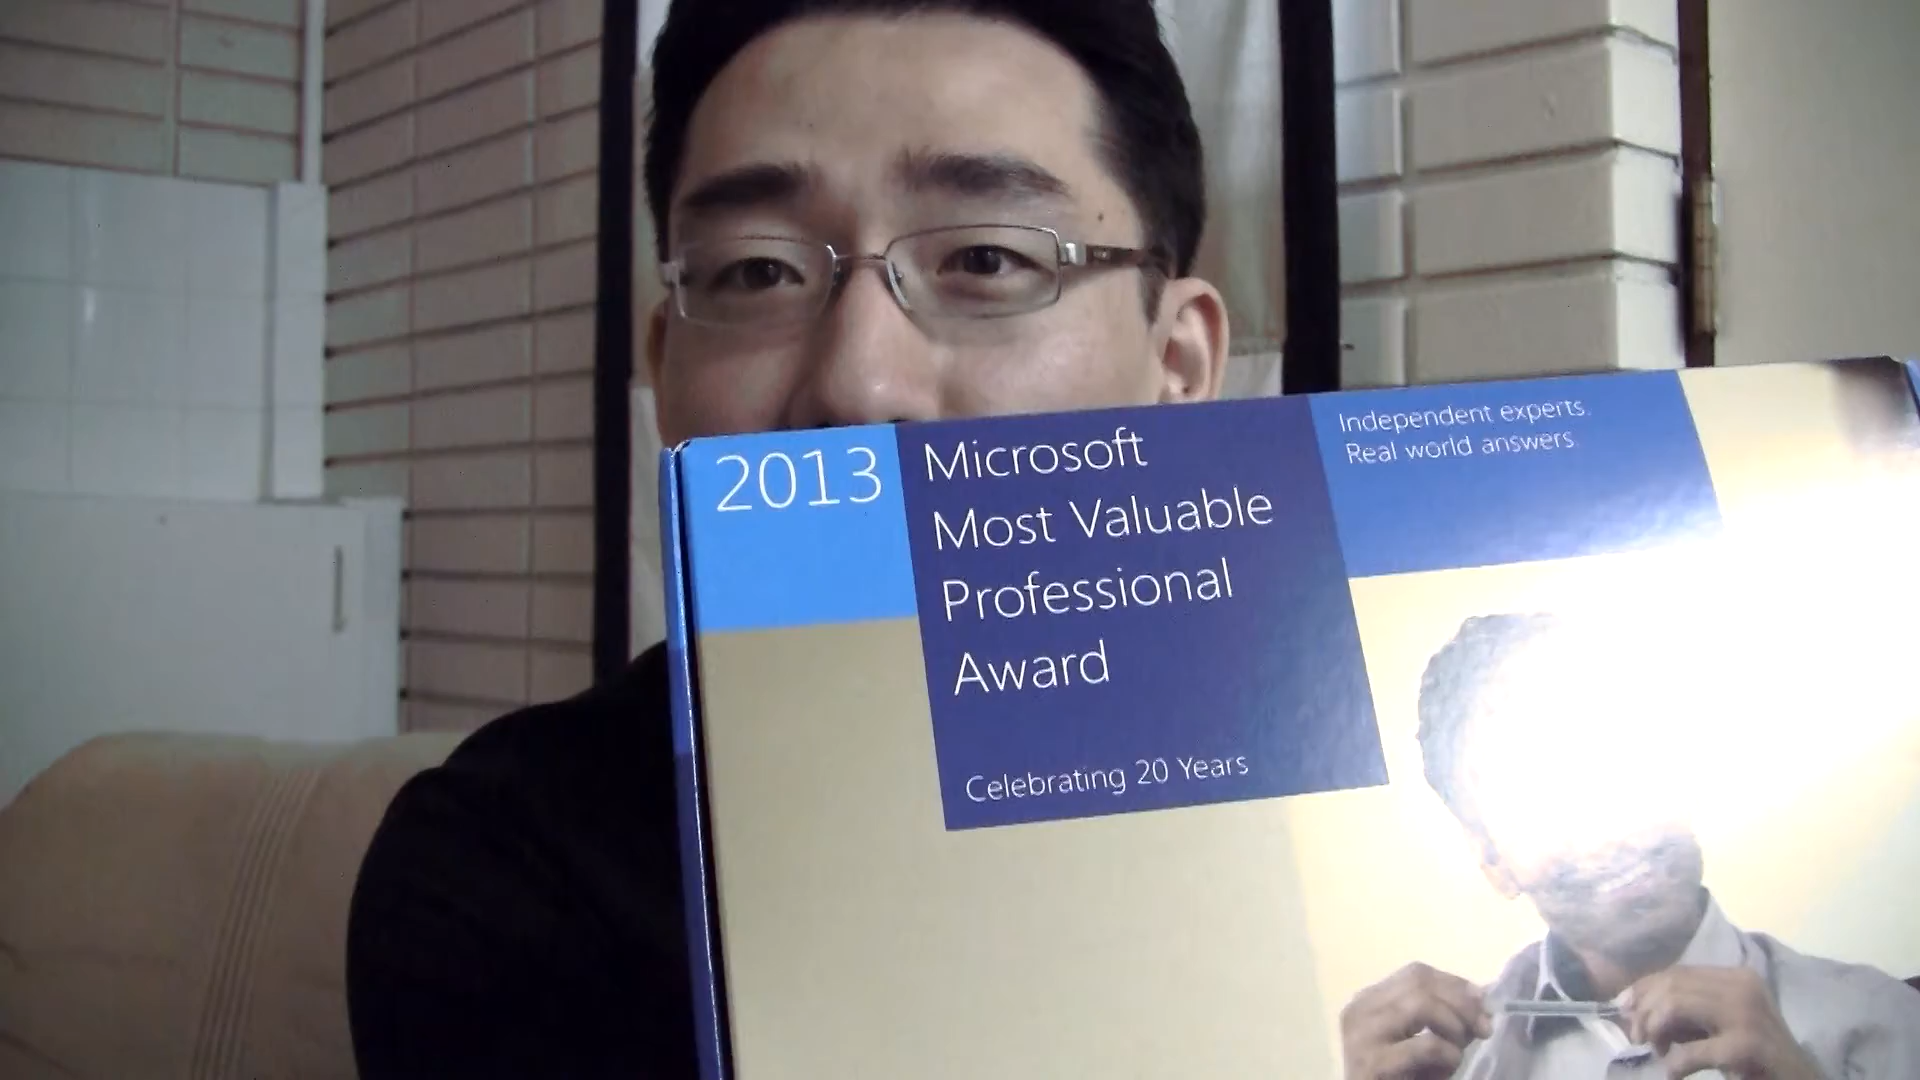 2013
Microsoft
Most Valuable
Professional
Award
Celebrating 20 Years
Independent experts.
Real world answers.